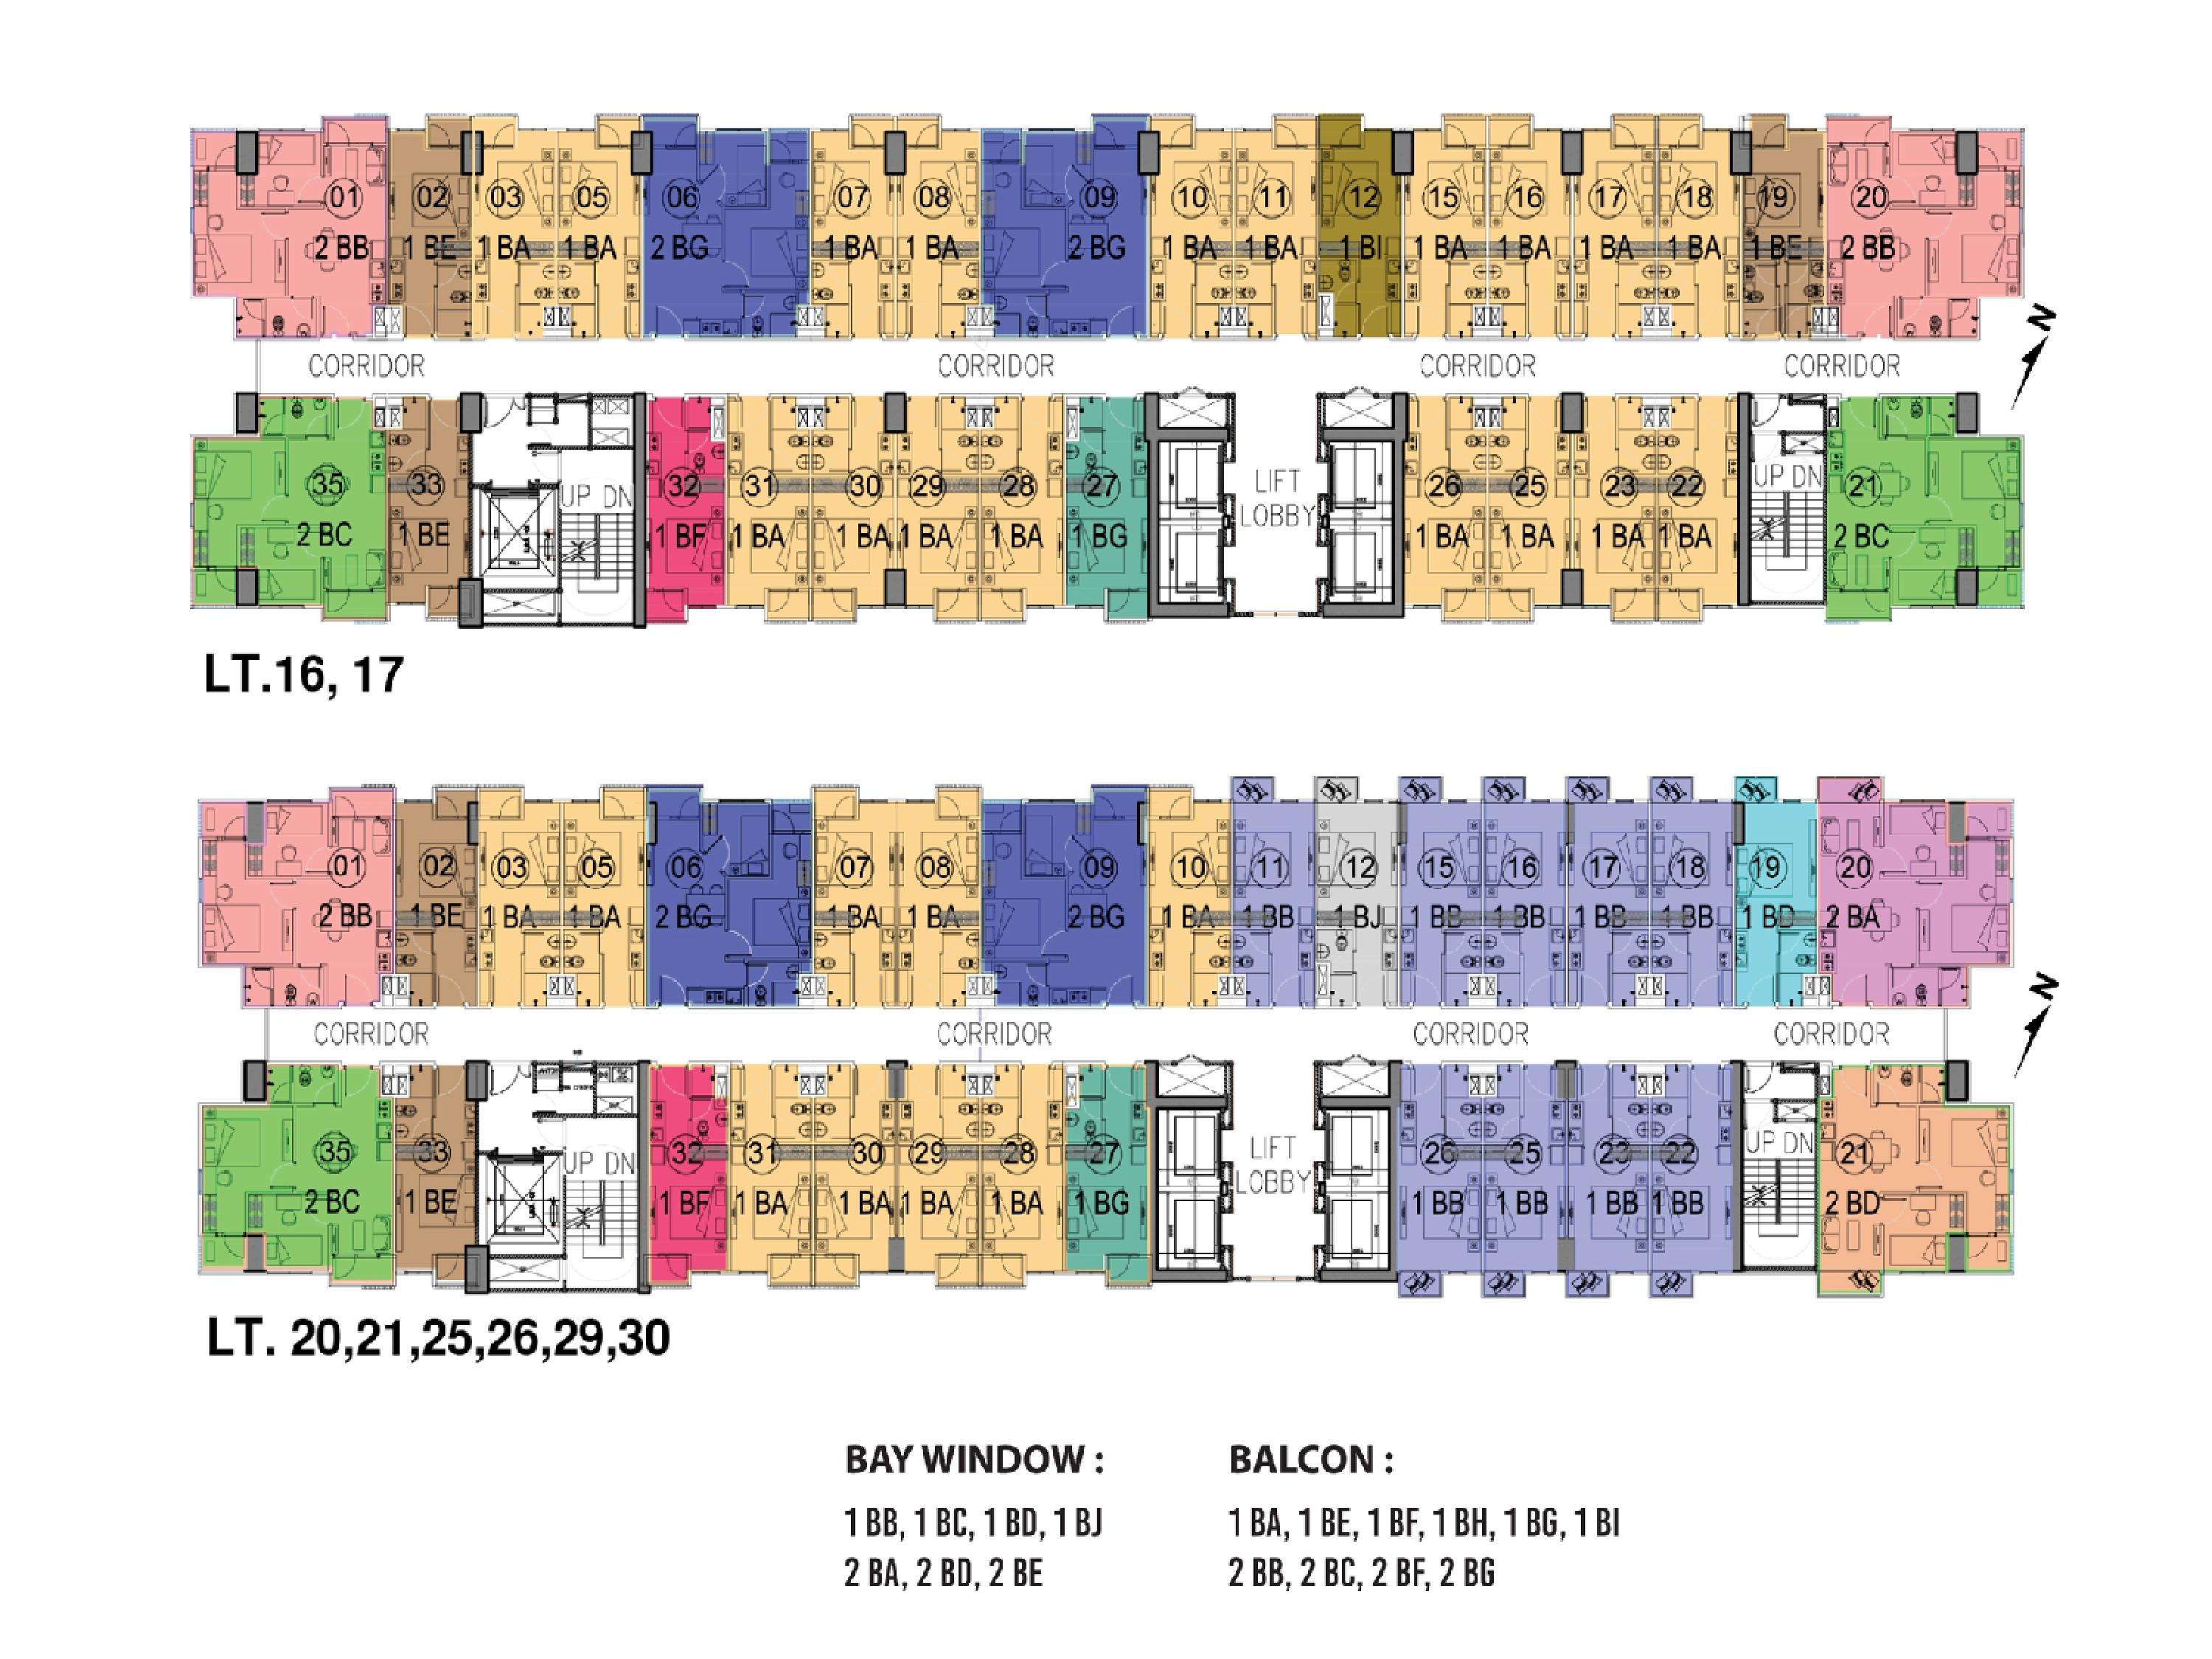 01 02 03 05 06 07 08 09 10 11 12 15 16 17 18 19 20
2 BB 1 BE 1 BA 1 BA 2 BG 1 BA 1 BA 2 BG 1 BA 1 BA 1 BI 1 BA 1 BA 1 BA 1 BA 1 BE 2 BB
N
CORRIDOR CORRIDOR CORRIDOR CORRIDOR
35 33 UP DN 32 31 30 29 28 27 LIFT 26 25 23 22 UP DN 21
LOBBY
2 BC 1 BE 1 BF 1 BA 1 BA 1 BA 1 BA 1 BG 1 BA 1 BA 1 BA 1 BA 2 BC
LT.16, 17
01 02 03 05 06 07 08 09 10 11 12 15 16 17 18 19 20
2 BB 1 BE 1 BA 1 BA 2 BG 1 BA 1 BA 2 BG 1 BA 1 BB 1 BJ 1 BB 1 BB 1 BB 1 BB 1 BD 2 BA
N
CORRIDOR CORRIDOR CORRIDOR CORRIDOR
35 33 UP DN 32 31 30 29 28 27 LIFT 26 25 23 22 UP DN 21
LOBBY
2 BC 1 BE 1 BF 1 BA 1 BA 1 BA 1 BA 1 BG 1 BB 1 BB 1 BB 1 BB 2 BD
LT. 20,21,25,26,29,30
BAY WINDOW : BALCON :
1 BB, 1 BC, 1 BD, 1 BJ 1 BA, 1 BE, 1 BF, 1 BH, 1 BG, 1 BI
2 BA, 2 BD, 2 BE 2 BB, 2 BC, 2 BF, 2 BG